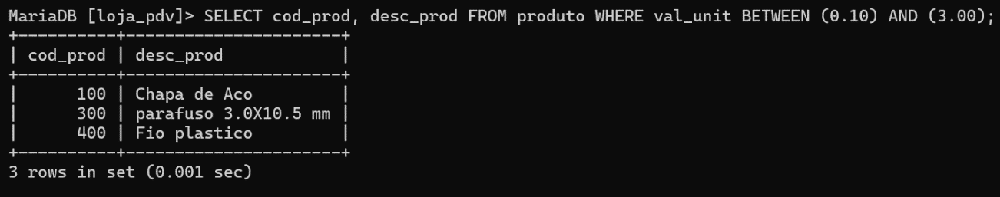 MariaDB [loja_pdv]> SELECT cod_prod, desc_prod FROM produto WHERE val_unit BETWEEN (0.10) AND (3.00);
+----------+----------------------+
| cod_prod | desc_prod            |
+----------+----------------------+
|      100 | Chapa de Aco         |
|      300 | parafuso 3.0X10.5 mm |
|      400 | Fio plastico         |
+----------+----------------------+
3 rows in set (0.001 sec)